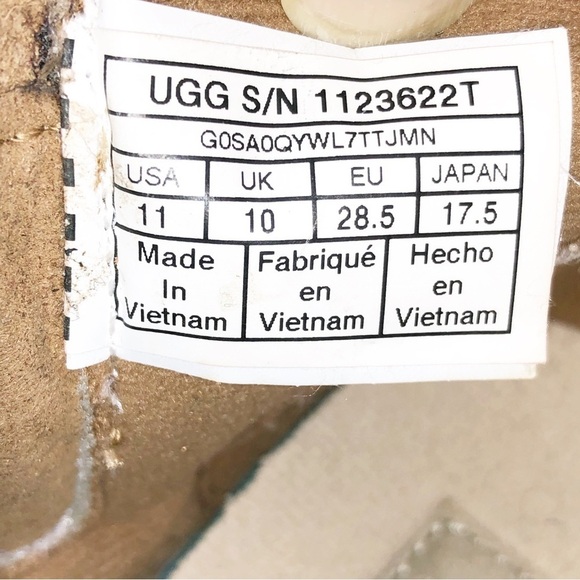 UGG S/N 1123622T
G0SA0QYWL7TTJMN
USA UK EU JAPAN
11 10 28.5 17.5
Made In Vietnam
Fabriqué en Vietnam
Hecho en Vietnam